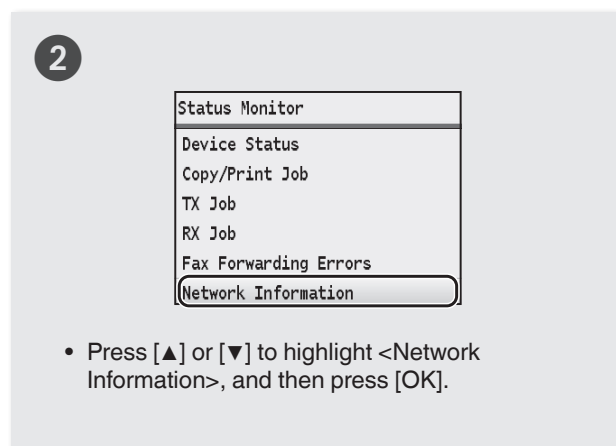 2
Status Monitor
Device Status
Copy/Print Job
TX Job
RX Job
Fax Forwarding Errors
Network Information
• Press [▲] or [▼] to highlight <Network
Information>, and then press [OK].